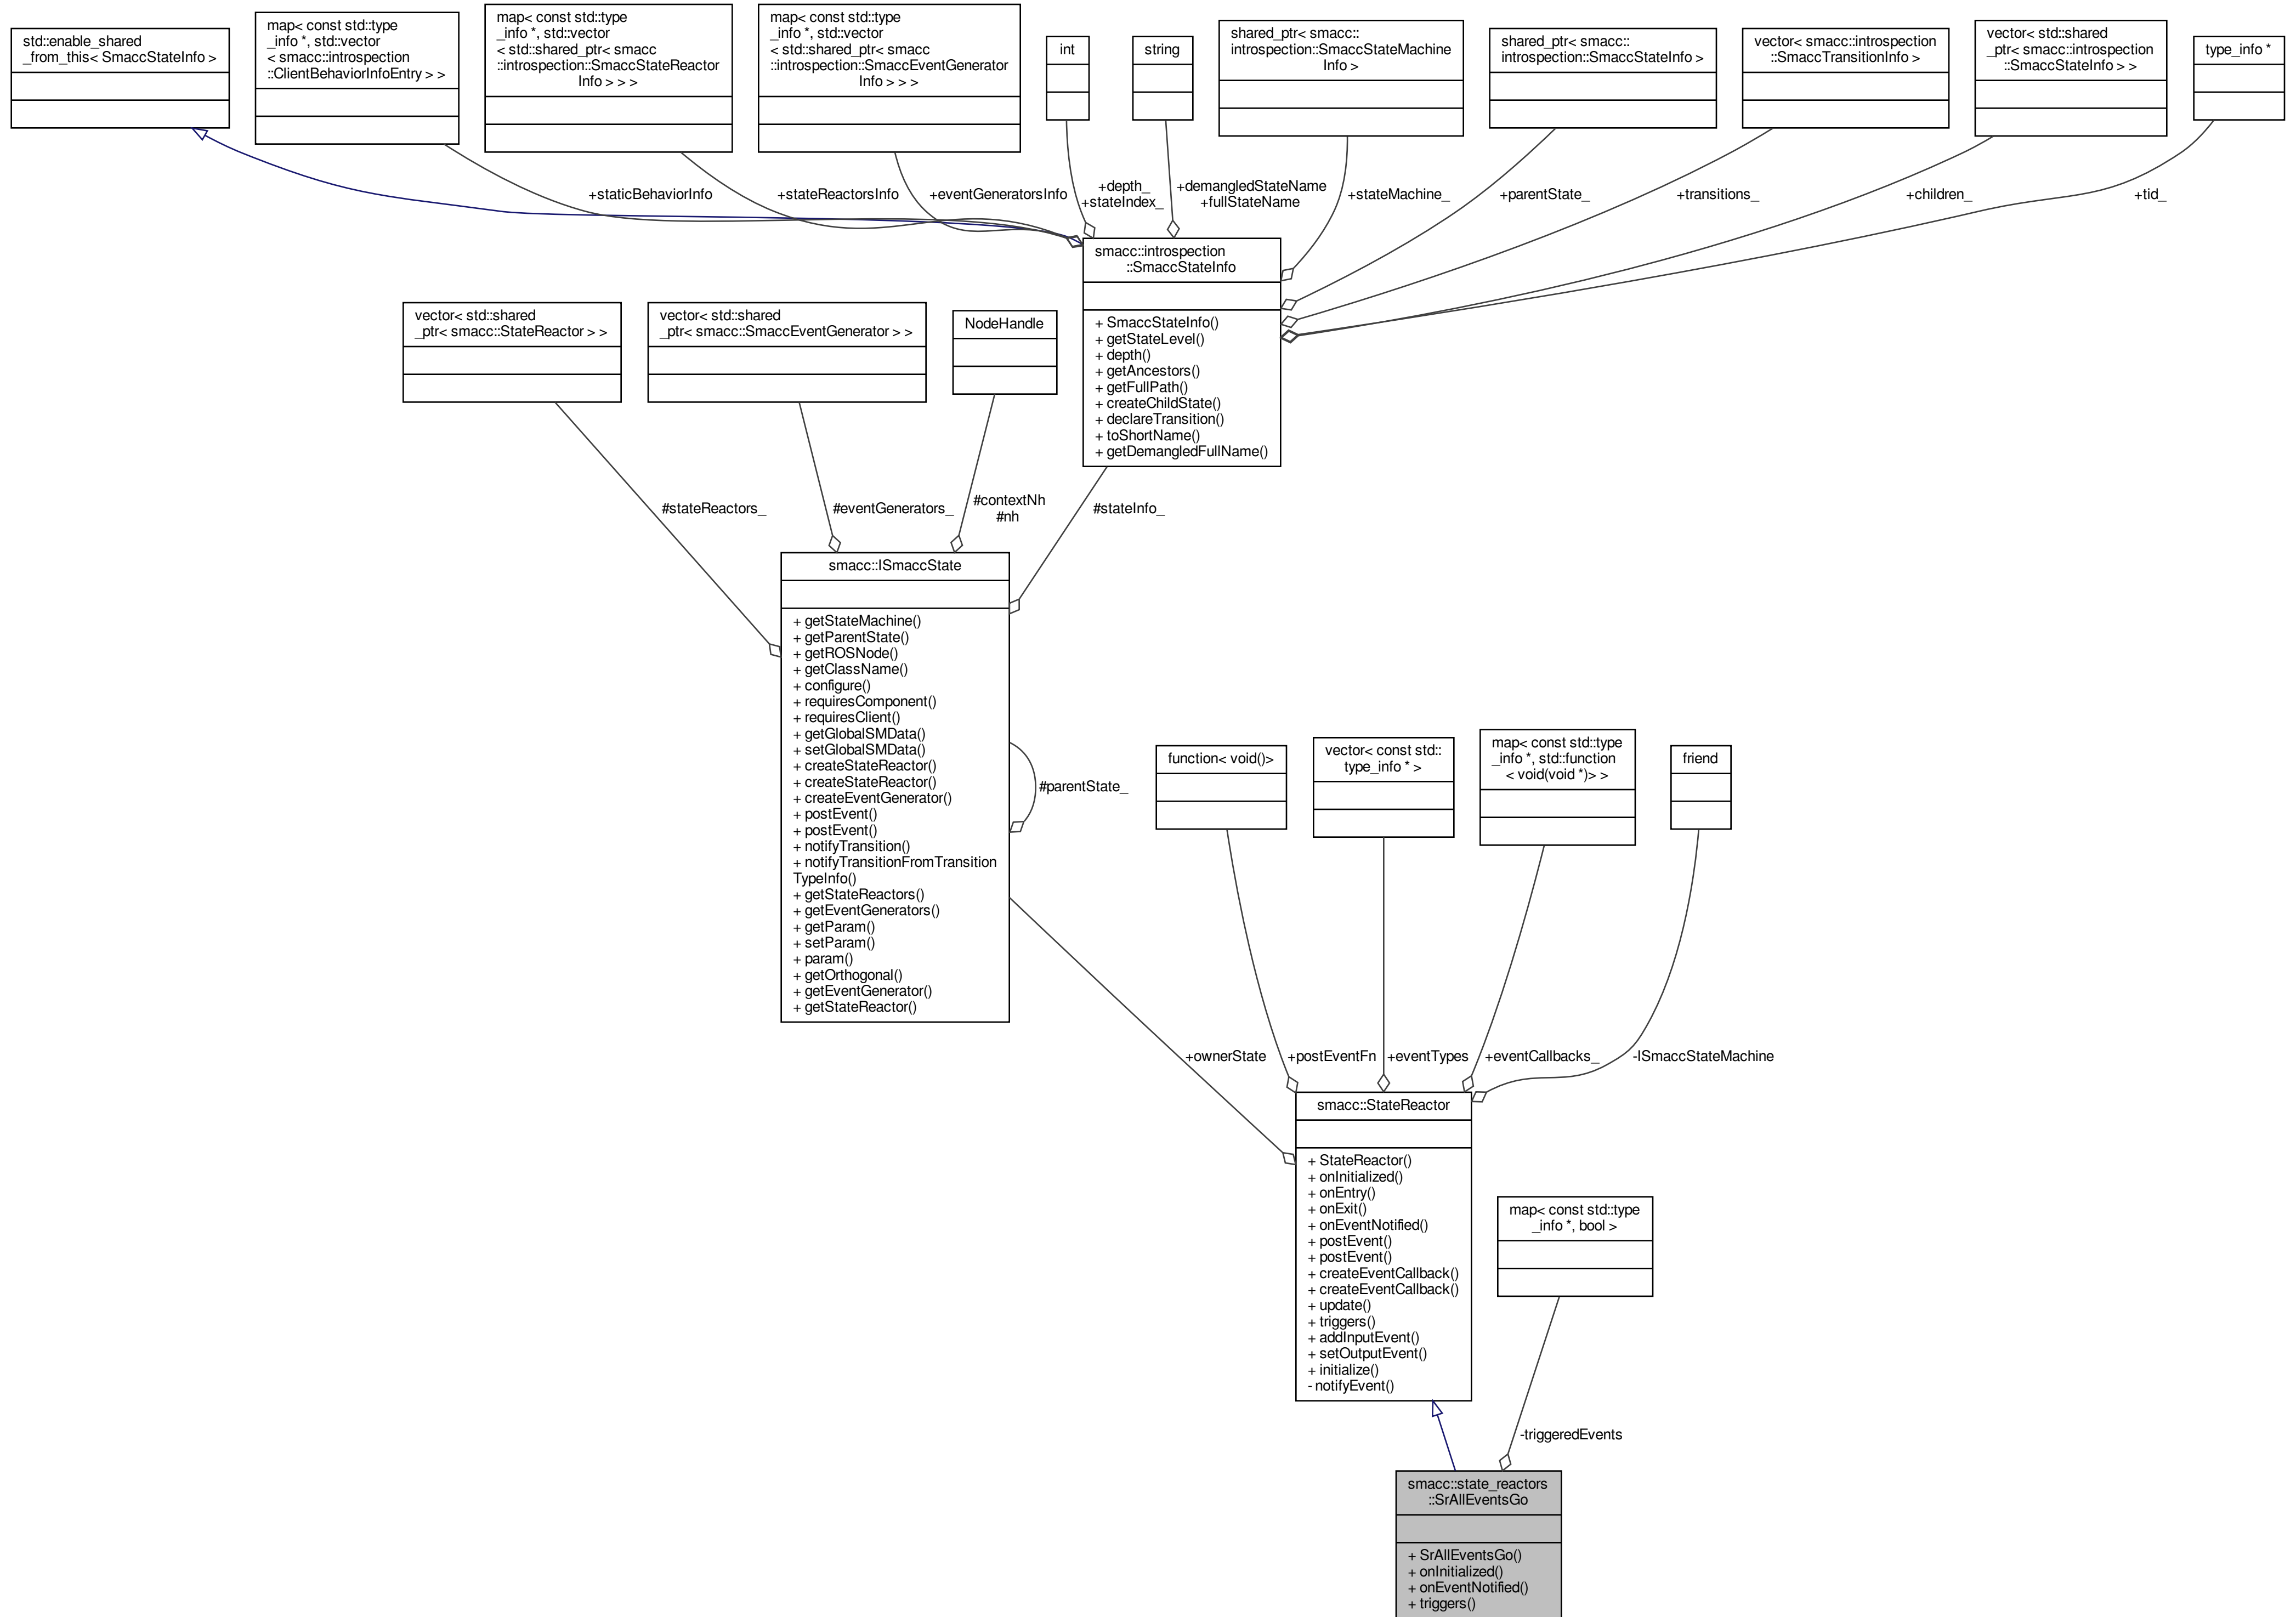 std::enable_shared
_from_this< SmaccStateInfo >
map< const std::type
_info *, std::vector
< smacc::introspection
::ClientBehaviorInfoEntry > >
map< const std::type
_info *, std::vector
< std::shared_ptr< smacc
::introspection::SmaccStateReactor
Info > > >
map< const std::type
_info *, std::vector
< std::shared_ptr< smacc
::introspection::SmaccEventGenerator
Info > > >
int
string
shared_ptr< smacc::
introspection::SmaccStateMachine
Info >
shared_ptr< smacc::
introspection::SmaccStateInfo >
vector< smacc::introspection
::SmaccTransitionInfo >
vector< std::shared
_ptr< smacc::introspection
::SmaccStateInfo > >
type_info *
+staticBehaviorInfo
+stateReactorsInfo
+eventGeneratorsInfo
+depth_
+stateIndex_
+demangledStateName
+fullStateName
+stateMachine_
+parentState_
+transitions_
+children_
+tid_
smacc::introspection
::SmaccStateInfo
+ SmaccStateInfo()
+ getStateLevel()
+ depth()
+ getAncestors()
+ getFullPath()
+ createChildState()
+ declareTransition()
+ toShortName()
+ getDemangledFullName()
vector< std::shared
_ptr< smacc::StateReactor > >
vector< std::shared
_ptr< smacc::SmaccEventGenerator > >
NodeHandle
#stateReactors_
#eventGenerators_
#contextNh
#nh
#stateInfo_
smacc::ISmaccState
+ getStateMachine()
+ getParentState()
+ getROSNode()
+ getClassName()
+ configure()
+ requiresComponent()
+ requiresClient()
+ getGlobalSMData()
+ setGlobalSMData()
+ createStateReactor()
+ createStateReactor()
+ createEventGenerator()
+ postEvent()
+ postEvent()
+ notifyTransition()
+ notifyTransitionFromTransition
TypeInfo()
+ getStateReactors()
+ getEventGenerators()
+ getParam()
+ setParam()
+ param()
+ getOrthogonal()
+ getEventGenerator()
+ getStateReactor()
#parentState_
function< void()>
vector< const std::
type_info * >
map< const std::type
_info *, std::function
< void(void *)> >
friend
+ownerState
+postEventFn
+eventTypes
+eventCallbacks_
-ISmaccStateMachine
smacc::StateReactor
+ StateReactor()
+ onInitialized()
+ onEntry()
+ onExit()
+ onEventNotified()
+ postEvent()
+ postEvent()
+ createEventCallback()
+ createEventCallback()
+ update()
+ triggers()
+ addInputEvent()
+ setOutputEvent()
+ initialize()
- notifyEvent()
map< const std::type
_info *, bool >
-triggeredEvents
smacc::state_reactors
::SrAllEventsGo
+ SrAllEventsGo()
+ onInitialized()
+ onEventNotified()
+ triggers()